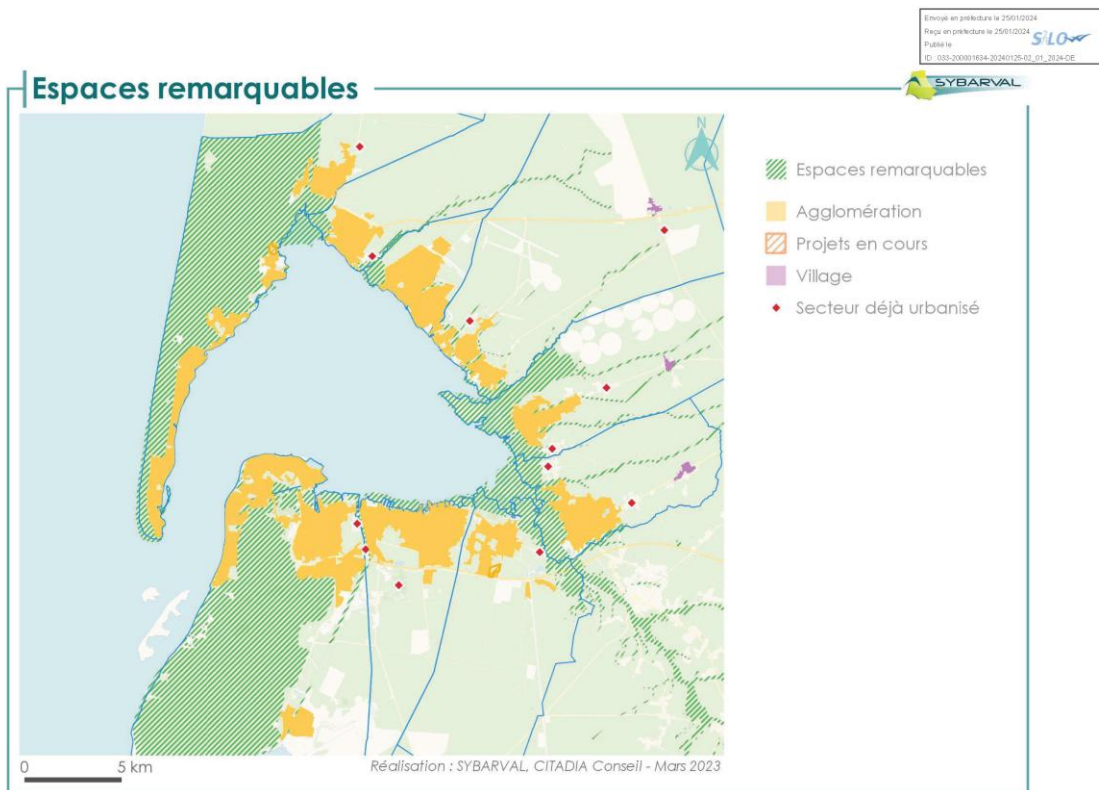 Envoyé en préfecture le 25/01/2024
Reçu en préfecture le 25/01/2024
Publié le
S²LO
ID : 033-200001634-20240125-02_01_2024-DE
Espaces remarquables
SYBARVAL
N
Espaces remarquables
Agglomération
Projets en cours
Village
Secteur déjà urbanisé
0 5 km
Réalisation : SYBARVAL, CITADIA Conseil - Mars 2023